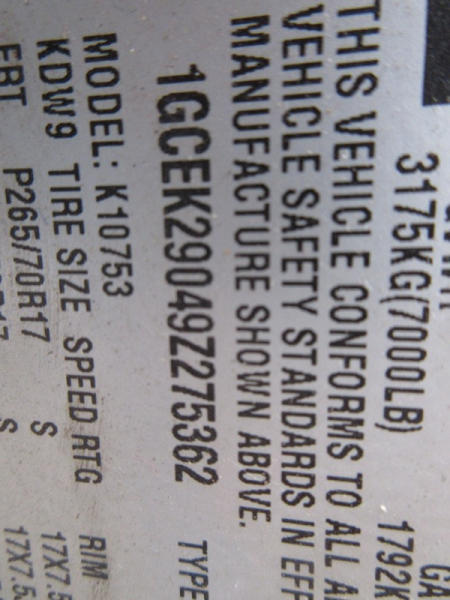 3175KG(7000LB) 1792K
THIS VEHICLE CONFORMS TO ALL
VEHICLE SAFETY STANDARDS IN EFF
MANUFACTURE SHOWN ABOVE.
1GCEK29049Z275362 TYPE
MODEL: K10753
KDW9 TIRE SIZE SPEED RTG RIM
FRT P265/70R17 S 17X7.5
S 17X7.5